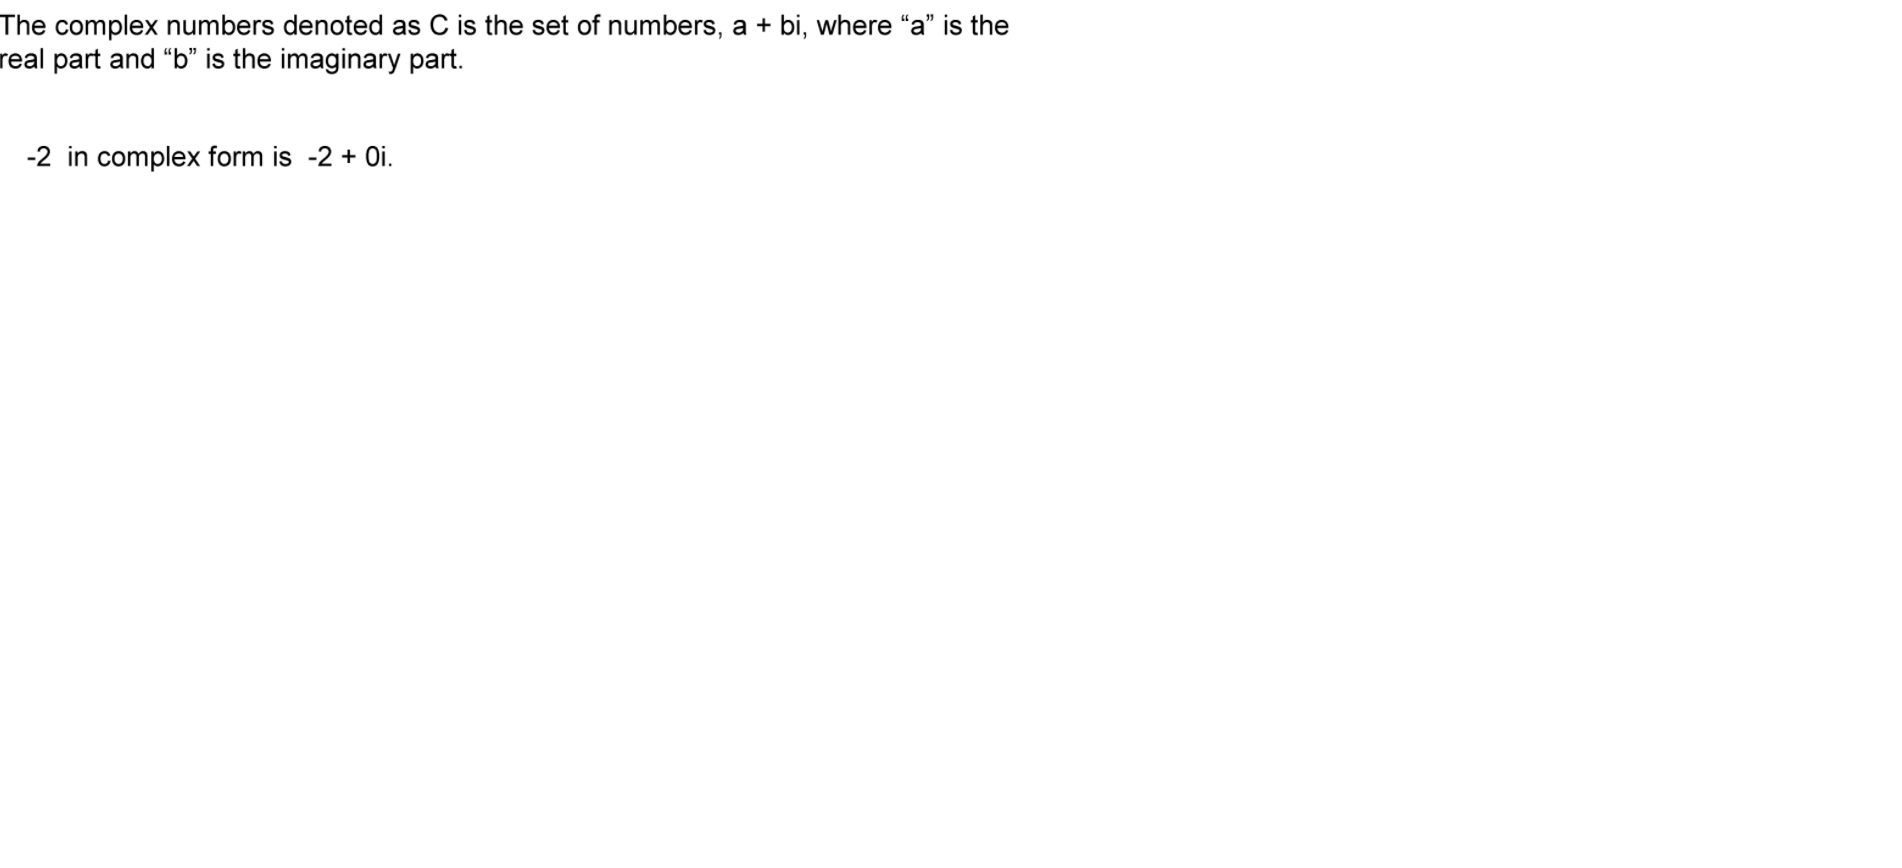 The complex numbers denoted as C is the set of numbers, a + bi, where “a” is the
real part and “b” is the imaginary part.
-2 in complex form is -2 + 0i.